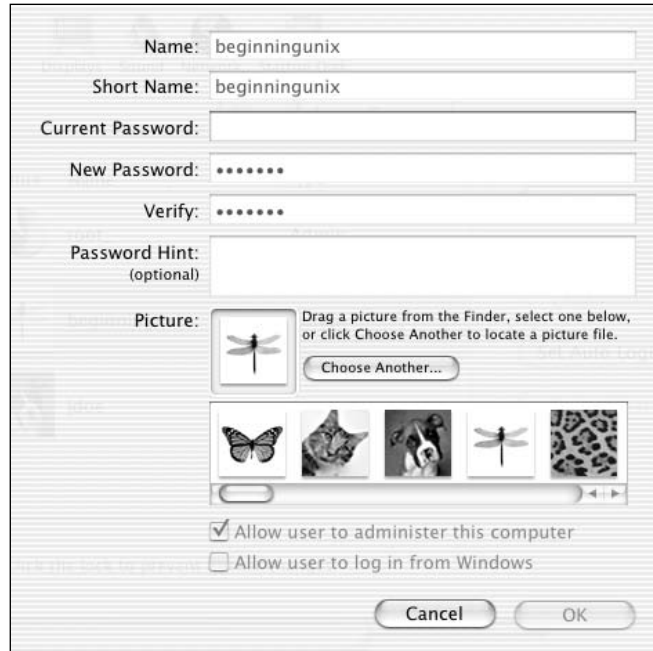 Name: beginningunix
Short Name: beginningunix
Current Password:
New Password: •••••••
Verify: •••••••
Password Hint:
(optional)
Picture: Drag a picture from the Finder, select one below,
or click Choose Another to locate a picture file.
Choose Another...
Allow user to administer this computer
Allow user to log in from Windows
Cancel OK